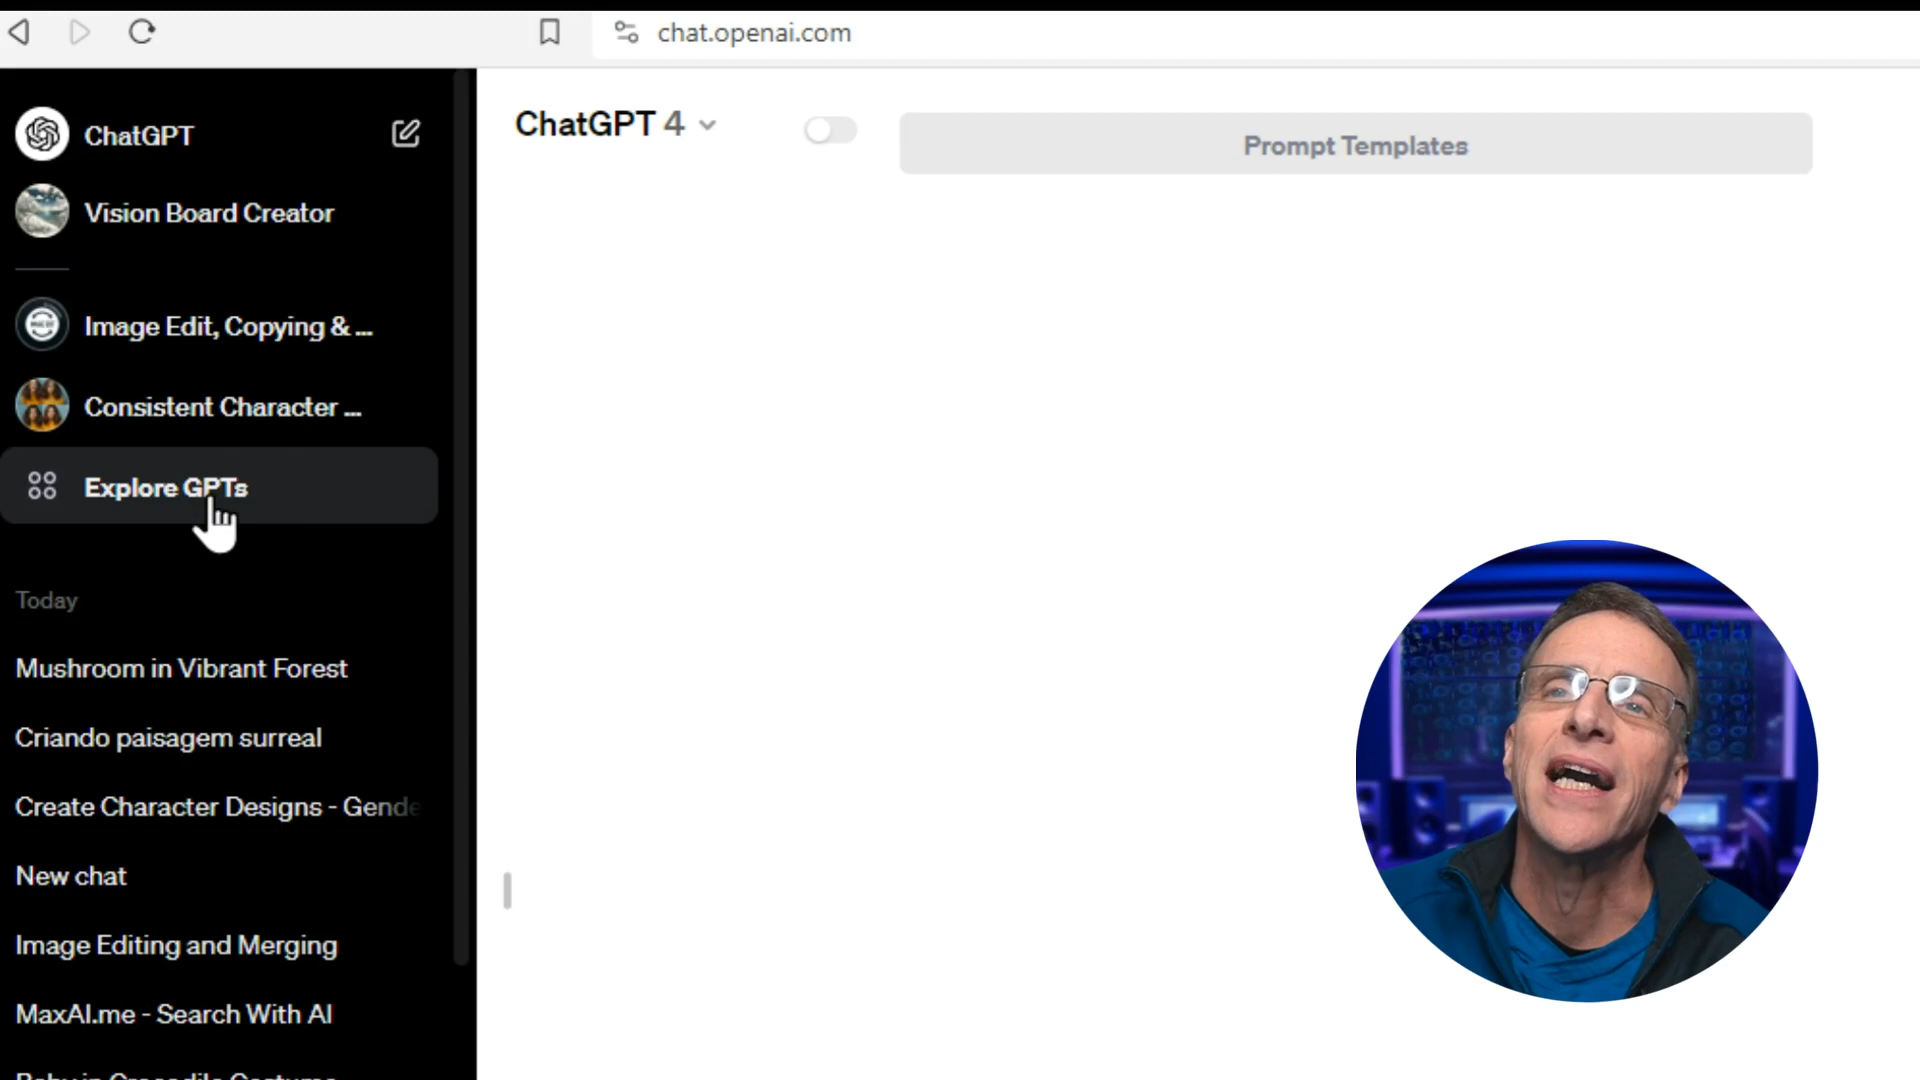 chat.openai.com
ChatGPT
Vision Board Creator
Image Edit, Copying & ...
Consistent Character ...
Explore GPTs
Today
Mushroom in Vibrant Forest
Criando paisagem surreal
Create Character Designs - Gende
New chat
Image Editing and Merging
MaxAI.me - Search With AI
ChatGPT 4
Prompt Templates